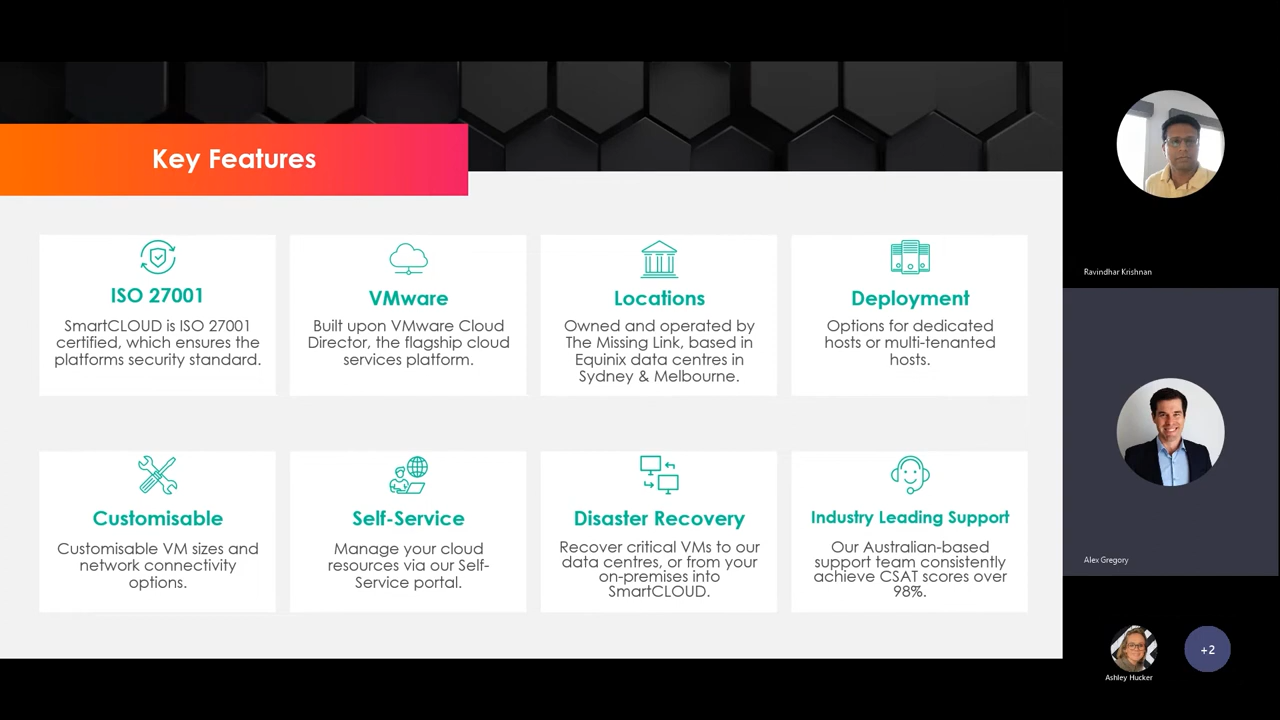 Key Features
ISO 27001
SmartCLOUD is ISO 27001
certified, which ensures the
platforms security standard.
VMware
Built upon VMware Cloud
Director, the flagship cloud
services platform.
Locations
Owned and operated by
The Missing Link, based in
Equinix data centres in
Sydney & Melbourne.
Deployment
Options for dedicated
hosts or multi-tenanted
hosts.
Customisable
Customisable VM sizes and
network connectivity
options.
Self-Service
Manage your cloud
resources via our Self-
Service portal.
Disaster Recovery
Recover critical VMs to our
data centres, or from your
on-premises into
SmartCLOUD.
Industry Leading Support
Our Australian-based
support team consistently
achieve CSAT scores over
98%.
Ravindhar Krishnan
Alex Gregory
Ashley Hucker
+2